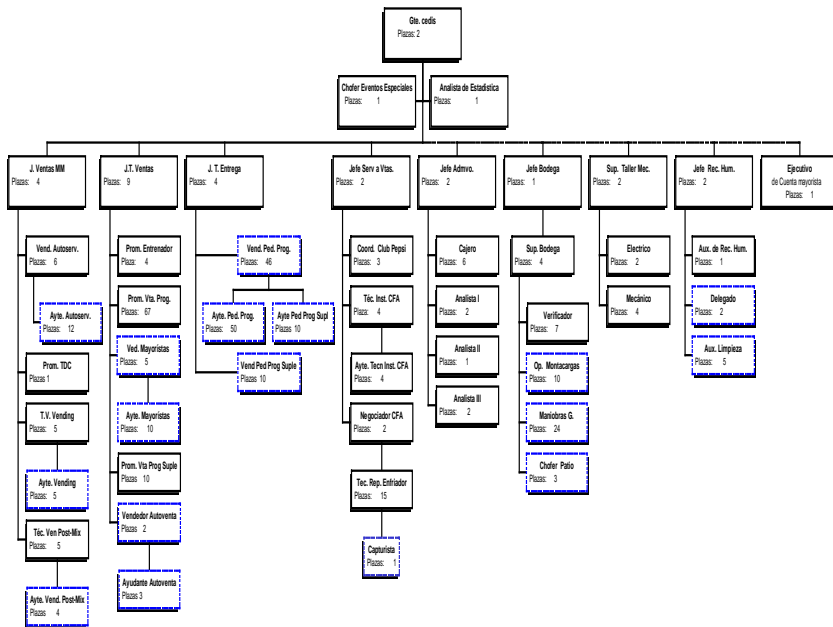 Gte. cedis
Plazas: 2
Chofer Eventos Especiales
Plazas: 1
Analista de Estadistica
Plazas: 1
J. Ventas MM
Plazas: 4
J.T. Ventas
Plazas: 9
J. T. Entrega
Plazas: 4
Jefe Serv a Vtas.
Plazas: 2
Jefe Admvo.
Plazas: 2
Jefe Bodega
Plazas: 1
Sup. Taller Mec.
Plazas: 2
Jefe Rec. Hum.
Plazas: 2
Ejecutivo
de Cuenta mayorista
Plazas: 1
Vend. Autoserv.
Plazas: 6
Ayte. Autoserv.
Plazas: 12
Prom. TDC
Plazas 1
T.V. Vending
Plazas: 5
Ayte. Vending
Plazas: 5
Téc. Ven Post-Mix
Plazas: 5
Ayte. Vend. Post-Mix
Plazas 4
Prom. Entrenador
Plaza: 4
Prom. Vta. Prog.
Plazas: 67
Ved. Mayoristas
Plazas: 5
Ayte. Mayoristas
Plazas: 10
Prom. Vta Prog Suple
Plazas 10
Vendedor Autoventa
Plazas 2
Ayudante Autoventa
Plazas 3
Vend. Ped. Prog.
Plazas: 46
Ayte. Ped. Prog.
Plazas: 50
Ayte Ped Prog Supl
Plazas 10
Vend Ped Prog Suple
Plazas 10
Coord. Club Pepsi
Plazas: 3
Téc. Inst. CFA
Plaza: 4
Ayte. Tecn Inst. CFA
Plazas: 4
Negociador CFA
Plazas: 2
Tec. Rep. Enfriador
Plazas: 15
Capturista
Plazas: 1
Cajero
Plazas: 6
Analista I
Plazas: 2
Analista II
Plazas: 1
Analista III
Plazas: 2
Sup. Bodega
Plazas: 4
Verificador
Plazas: 7
Op. Montacargas
Plazas: 10
Maniobras G.
Plazas: 24
Chofer Patio
Plazas: 3
Electrico
Plazas: 2
Mecánico
Plazas: 4
Aux. de Rec. Hum.
Plazas: 1
Delegado
Plazas: 2
Aux. Limpieza
Plazas: 5